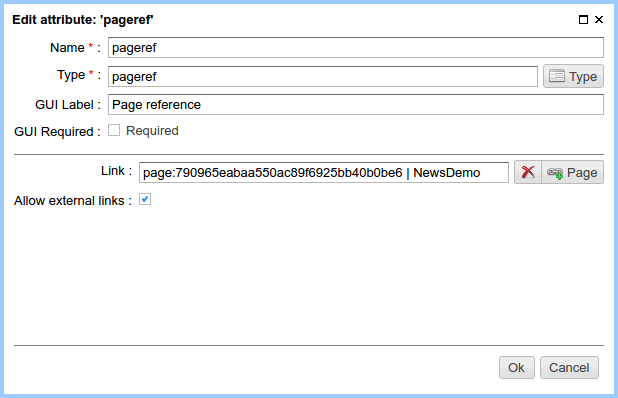 Edit attribute: 'pageref'
Name * : pageref
Type * : pageref Type
GUI Label : Page reference
GUI Required : Required
Link : page:790965eabaa550ac89f6925bb40b0be6 | NewsDemo Page
Allow external links :
Ok Cancel